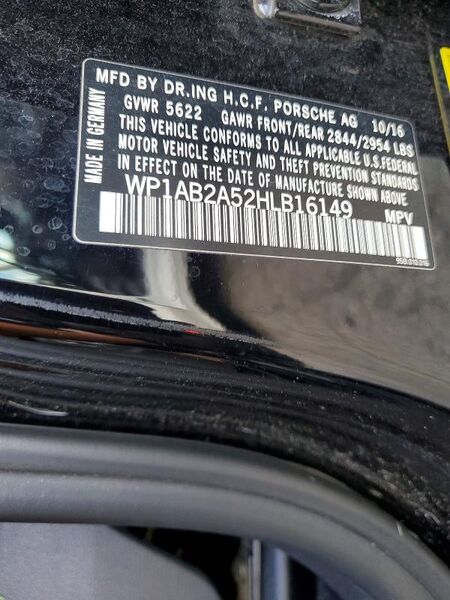 MFD BY DR.ING H.C.F. PORSCHE AG 10/16
GVWR 5622 GAWR FRONT/REAR 2844/2954 LBS
THIS VEHICLE CONFORMS TO ALL APPLICABLE U.S.FEDERAL
MOTOR VEHICLE SAFETY AND THEFT PREVENTION STANDARDS
IN EFFECT ON THE DATE OF MANUFACTURE SHOWN ABOVE
WP1AB2A52HLB16149 MPV
MADE IN GERMANY